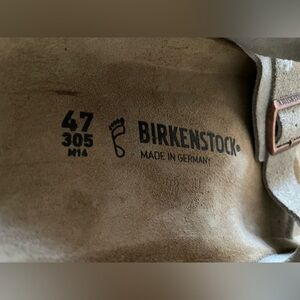 47
305
M14
BIRKENSTOCK®
MADE IN GERMANY